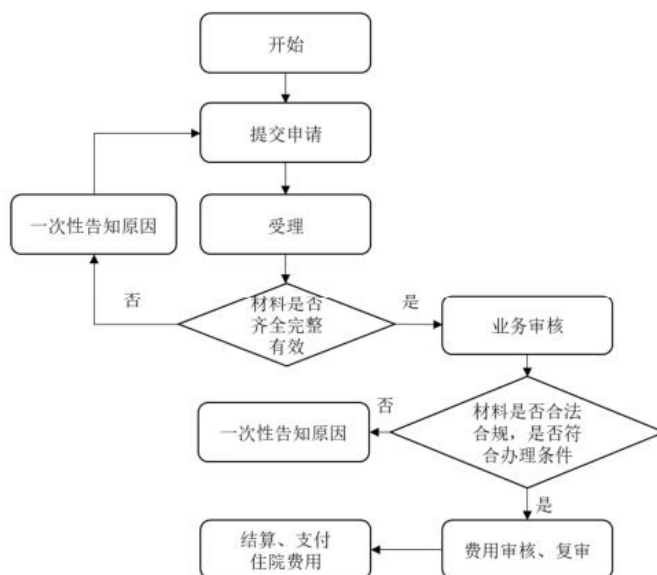 开始
提交申请
一次性告知原因
受理
否
材料是否
齐全完整
有效
是
业务审核
一次性告知原因
否
材料是否合法
合规，是否符
合办理条件
是
结算、支付
住院费用
费用审核、复审